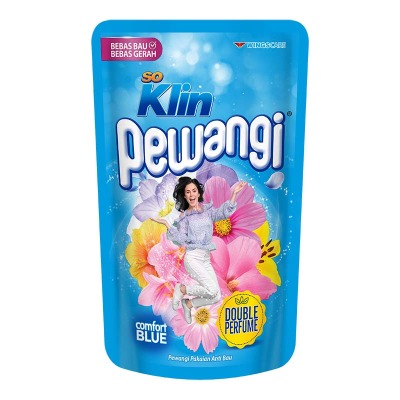 BEBAS BAU
BEBAS GERAH
WINGSCARE
SO
Klin
Pewangi®
comfort
BLUE
DOUBLE
PERFUME
Pewangi Pakaian Anti Bau